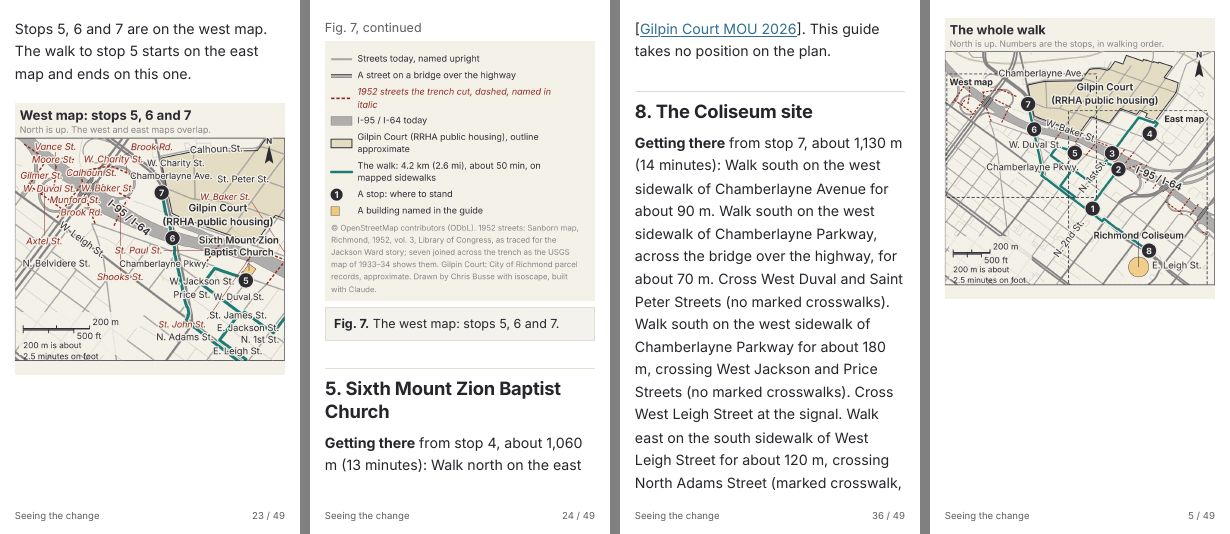 Stops 5, 6 and 7 are on the west map.
The walk to stop 5 starts on the east
map and ends on this one.
West map: stops 5, 6 and 7
North is up. The west and east maps overlap.
Vance St.
Brook Rd.
N
Moore St.
W. Charity St.
Calhoun St.
W. Charity St.
Gilmer St.
Calhoun St.
Chamberlayne Ave.
St. Peter St.
W. Duval St.
W. Baker St.
7
W. Baker St.
Munford St.
Gilpin Court
Brook Rd.
I-95 / I-64
(RRHA public housing)
Axtel St.
W. Leigh St.
6
Sixth Mount Zion
St. Paul St.
Baptist Church
N. Belvidere St.
Chamberlayne Pkwy.
Shooks St.
W. Jackson St.
5
Price St.
W. Duval St.
St. James St.
200 m
St. John St.
E. Jackson St.
N. Adams St.
N. 1st St.
200 m is about
E. Leigh St.
2.5 minutes on foot
Seeing the change
23 / 49
Fig. 7, continued
Streets today, named upright
A street on a bridge over the highway
1952 streets the trench cut, dashed, named in
italic
I-95 / I-64 today
Gilpin Court (RRHA public housing), outline
approximate
The walk: 4.2 km (2.6 mi), about 50 min, on
mapped sidewalks
1 A stop: where to stand
A building named in the guide
© OpenStreetMap contributors (ODbL). 1952 streets: Sanborn map,
Richmond, 1952, vol. 3, Library of Congress, as traced for the
Jackson Ward story; seven joined across the trench as the USGS
map of 1933–34 shows them. Gilpin Court: City of Richmond parcel
records, approximate. Drawn by Chris Busse with isoscape, built
with Claude.
Fig. 7. The west map: stops 5, 6 and 7.
5. Sixth Mount Zion Baptist
Church
Getting there from stop 4, about 1,060
m (13 minutes): Walk north on the east
Seeing the change
24 / 49
[Gilpin Court MOU 2026]. This guide
takes no position on the plan.
8. The Coliseum site
Getting there from stop 7, about 1,130 m
(14 minutes): Walk south on the west
sidewalk of Chamberlayne Avenue for
about 90 m. Walk south on the west
sidewalk of Chamberlayne Parkway,
across the bridge over the highway, for
about 70 m. Cross West Duval and Saint
Peter Streets (no marked crosswalks).
Walk south on the west sidewalk of
Chamberlayne Parkway for about 180
m, crossing West Jackson and Price
Streets (no marked crosswalks). Cross
West Leigh Street at the signal. Walk
east on the south sidewalk of West
Leigh Street for about 120 m, crossing
North Adams Street (marked crosswalk,
Seeing the change
36 / 49
The whole walk
North is up. Numbers are the stops, in walking order.
N
Chamberlayne Ave.
West map
Gilpin Court
(RRHA public housing)
7
East map
6
W. Baker St.
4
W. Duval St.
5
3
Chamberlayne Pkwy.
2
I-95 / I-64
N. 1st St.
1
N. 2nd St.
Richmond Coliseum
200 m
8
200 m is about
E. Leigh St.
2.5 minutes on foot
Seeing the change
5 / 49